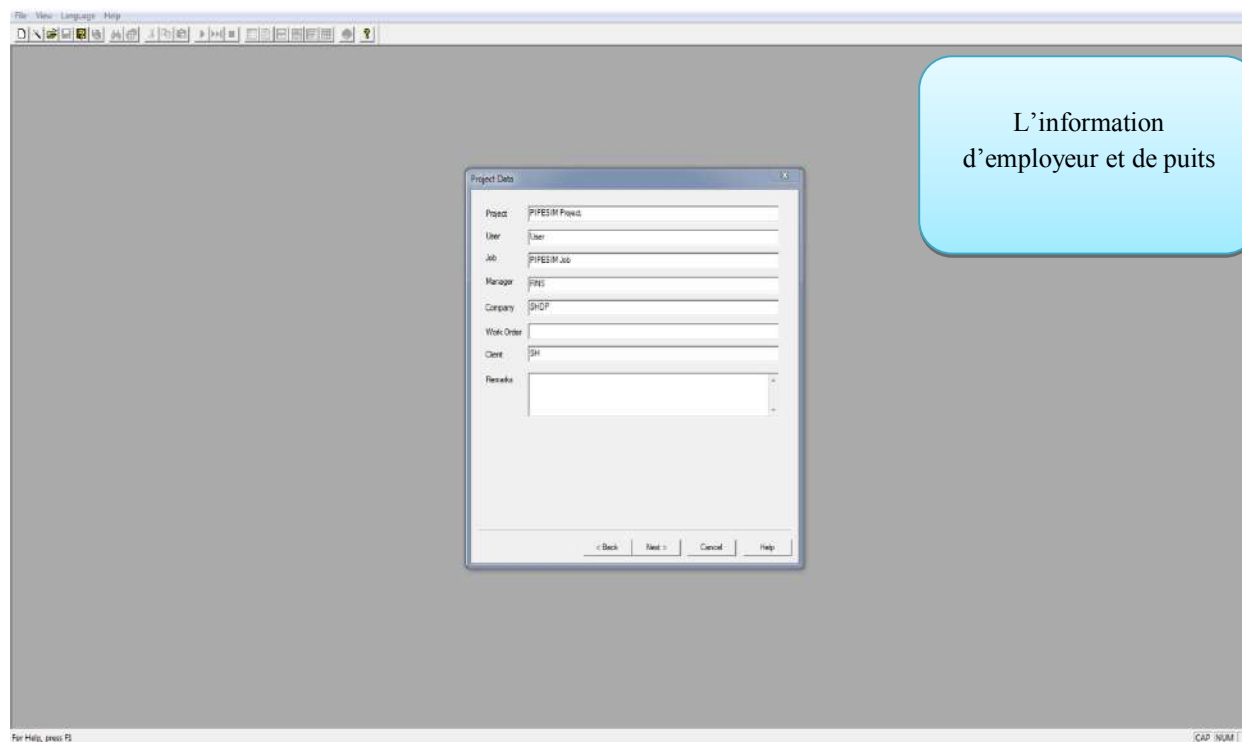 File View Language Help
L'information
d'employeur et de puits
Project Data
Project PIPESIM Project
User User
Job PIPESIM Job
Manager
Company SHDP
Work Order
Client SH
Remarks
< Back Next > Cancel Help
For Help, press F1
CAP NUM